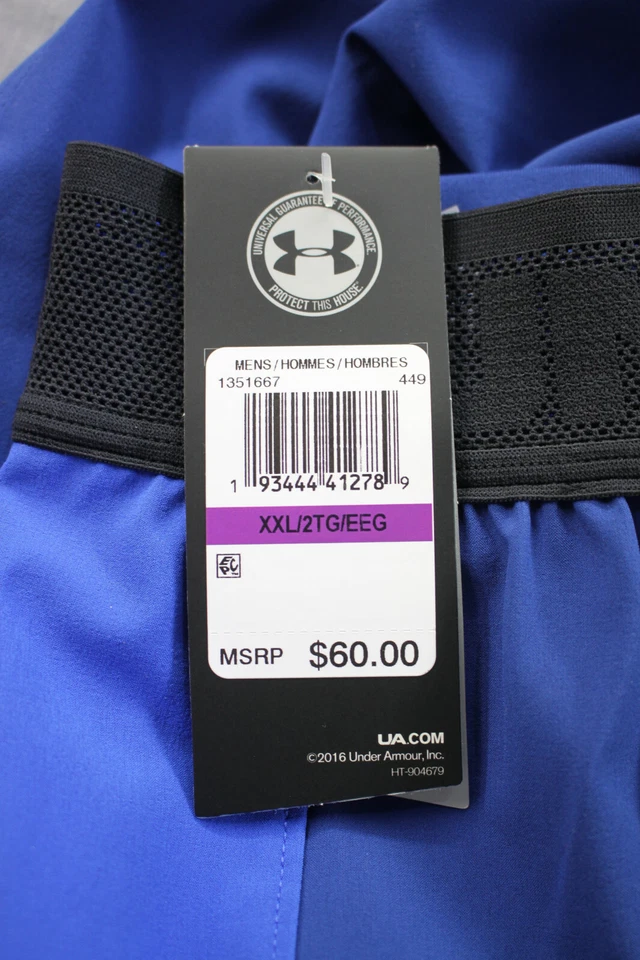 UNIVERSAL GUARANTEE OF PERFORMANCE
PROTECT THIS HOUSE
MENS/HOMMES/HOMBRES
1351667 449
1 93444 41278 9
XXL/2TG/EEG
MSRP $60.00
UA.COM
©2016 Under Armour, Inc.
HT-904679